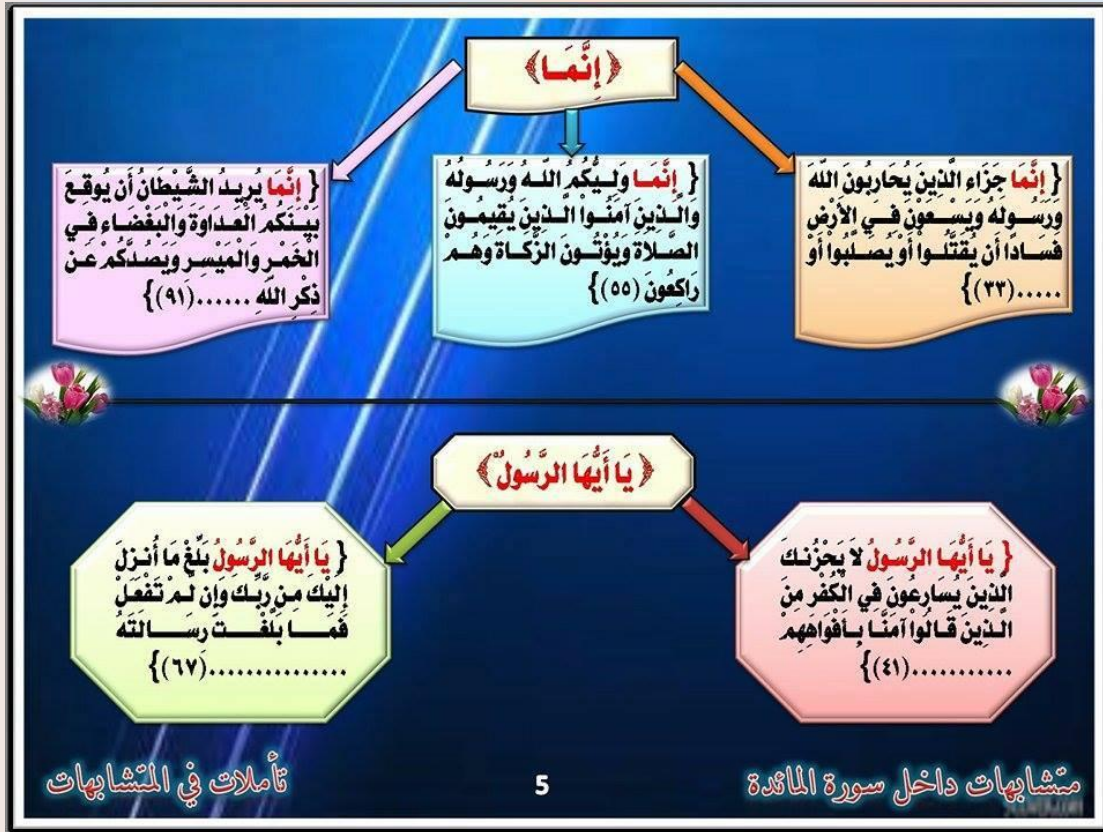 ﴿إِنَّمَا﴾
{ إِنَّمَا جَزَاء الَّذِينَ يُحَارِبُونَ اللّهَ
وَرَسُولَهُ وَيَسْعَوْنَ فِي الأَرْضِ
فَسَادًا أَن يُقَتَّلُواْ أَوْ يُصَلَّبُواْ أَوْ
.....(٣٣)}
{ إِنَّمَا وَلِيُّكُمُ اللّهُ وَرَسُولُهُ
وَالَّذِينَ آمَنُواْ الَّذِينَ يُقِيمُونَ
الصَّلاَةَ وَيُؤْتُونَ الزَّكَاةَ وَهُمْ
رَاكِعُونَ (٥٥)}
{ إِنَّمَا يُرِيدُ الشَّيْطَانُ أَن يُوقِعَ
بَيْنَكُمُ الْعَدَاوَةَ وَالْبَغْضَاء فِي
الْخَمْرِ وَالْمَيْسِرِ وَيَصُدَّكُمْ عَن
ذِكْرِ اللّهِ ......(٩١)}
﴿يَا أَيُّهَا الرَّسُولُ﴾
{ يَا أَيُّهَا الرَّسُولُ لاَ يَحْزُنكَ
الَّذِينَ يُسَارِعُونَ فِي الْكُفْرِ مِنَ
الَّذِينَ قَالُواْ آمَنَّا بِأَفْوَاهِهِمْ
...........(٤١)}
{ يَا أَيُّهَا الرَّسُولُ بَلِّغْ مَا أُنزِلَ
إِلَيْكَ مِن رَّبِّكَ وَإِن لَّمْ تَفْعَلْ
فَمَا بَلَّغْتَ رِسَالَتَهُ
...............(٦٧)}
متشابهات داخل سورة المائدة
5
تأملات في المتشابهات